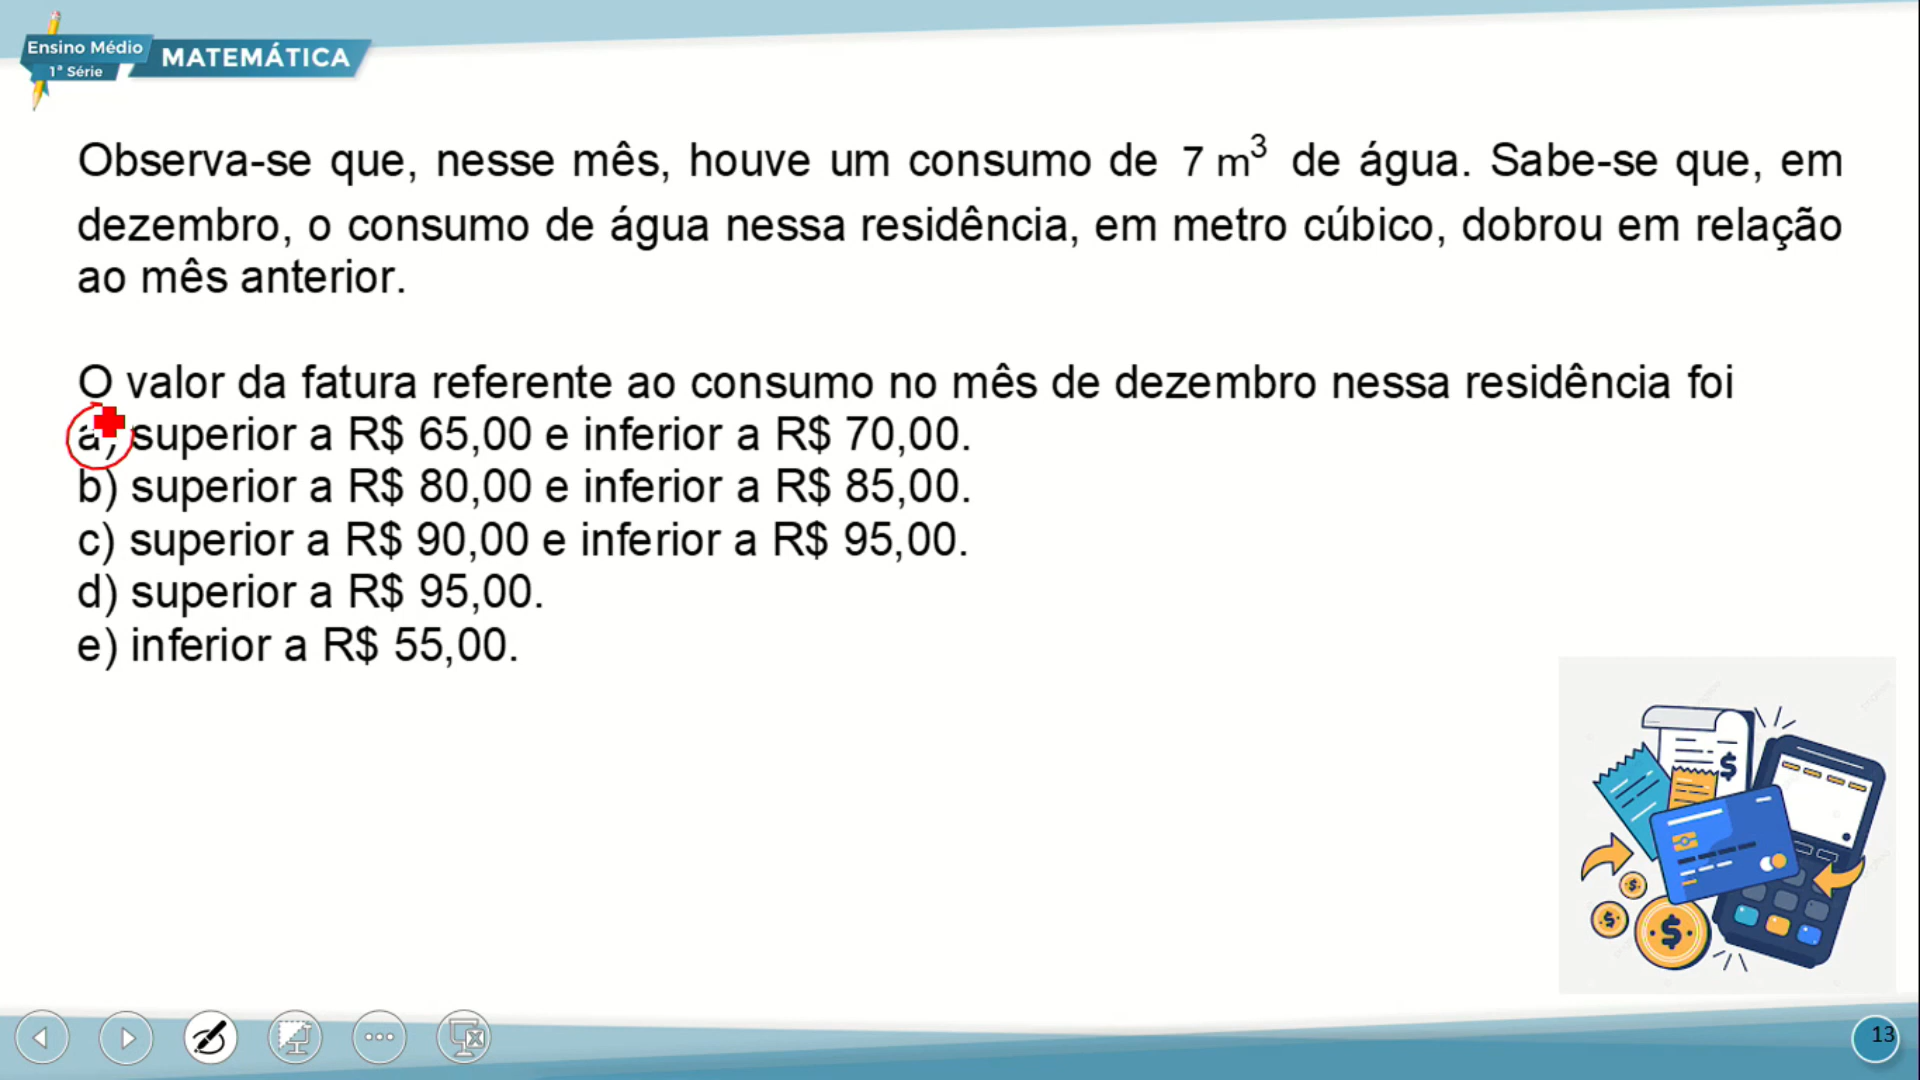 Ensino Médio
1ª Série
MATEMÁTICA
Observa-se que, nesse mês, houve um consumo de 7 m³ de água. Sabe-se que, em
dezembro, o consumo de água nessa residência, em metro cúbico, dobrou em relação
ao mês anterior.
O valor da fatura referente ao consumo no mês de dezembro nessa residência foi
a) superior a R$ 65,00 e inferior a R$ 70,00.
b) superior a R$ 80,00 e inferior a R$ 85,00.
c) superior a R$ 90,00 e inferior a R$ 95,00.
d) superior a R$ 95,00.
e) inferior a R$ 55,00.
13